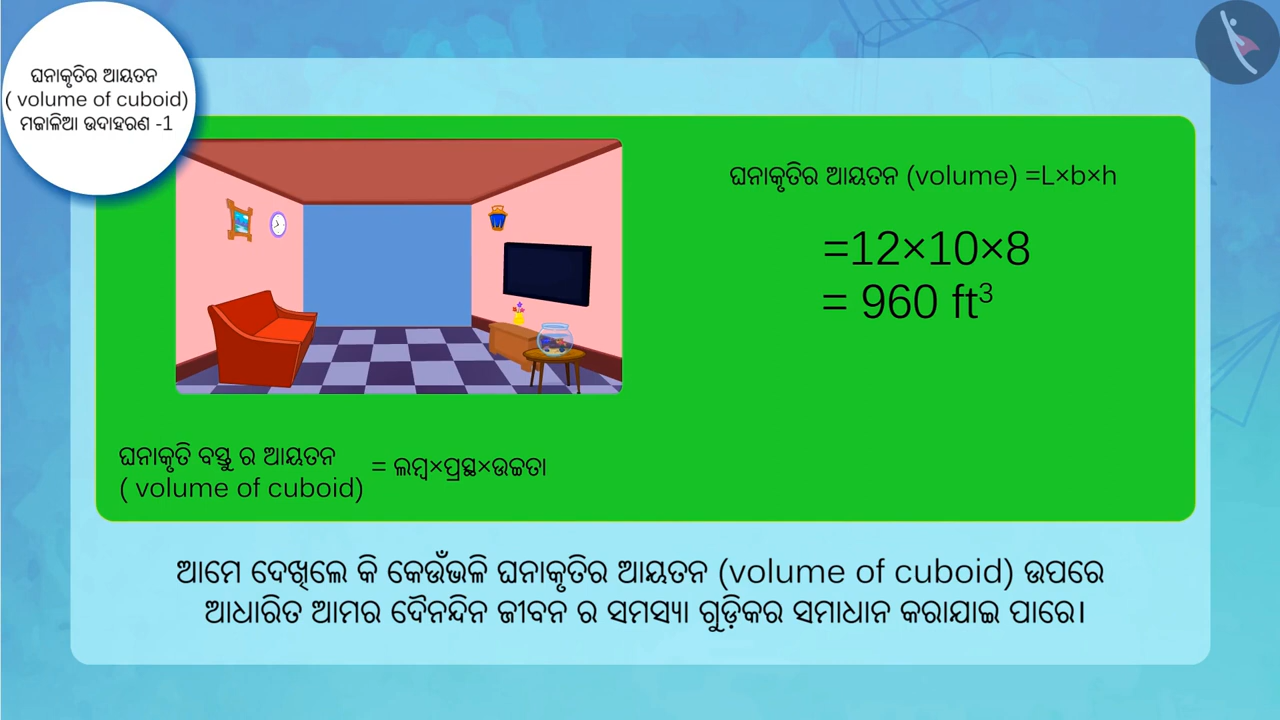 ଘନାକୃତିର ଆୟତନ
( volume of cuboid)
ମଜାଳିଆ ଉଦାହରଣ -1
ଘନାକୃତିର ଆୟତନ (volume) =L×b×h
=12×10×8
= 960 ft³
ଘନାକୃତି ବସ୍ତୁ ର ଆୟତନ
( volume of cuboid)
= ଲମ୍ବ×ପ୍ରସ୍ଥ×ଉଚ୍ଚତା
ଆମେ ଦେଖିଲେ କି କେଉଁଭଳି ଘନାକୃତିର ଆୟତନ (volume of cuboid) ଉପରେ
ଆଧାରିତ ଆମର ଦୈନନ୍ଦିନ ଜୀବନ ର ସମସ୍ୟା ଗୁଡ଼ିକର ସମାଧାନ କରାଯାଇ ପାରେ।